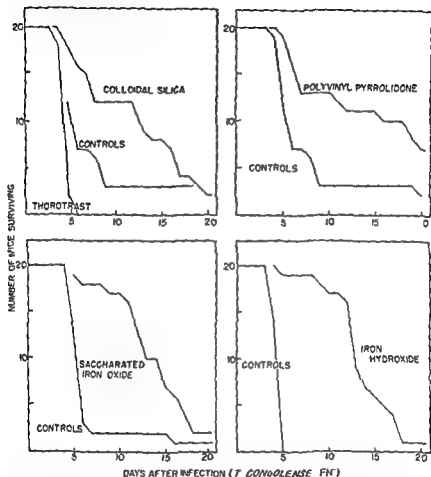 20
COLLOIDAL SILICA
10
CONTROLS
THOROTRAST
5
10
15
20
20
POLYVINYL PYRROLIDONE
10
CONTROLS
5
10
15
0
NUMBER OF MICE SURVIVING
20
10
SACCHARATED
IRON OXIDE
CONTROLS
5
10
15
20
20
10
IRON
HYDROXIDE
CONTROLS
5
10
15
20
DAYS AFTER INFECTION (T CONGOLENSE